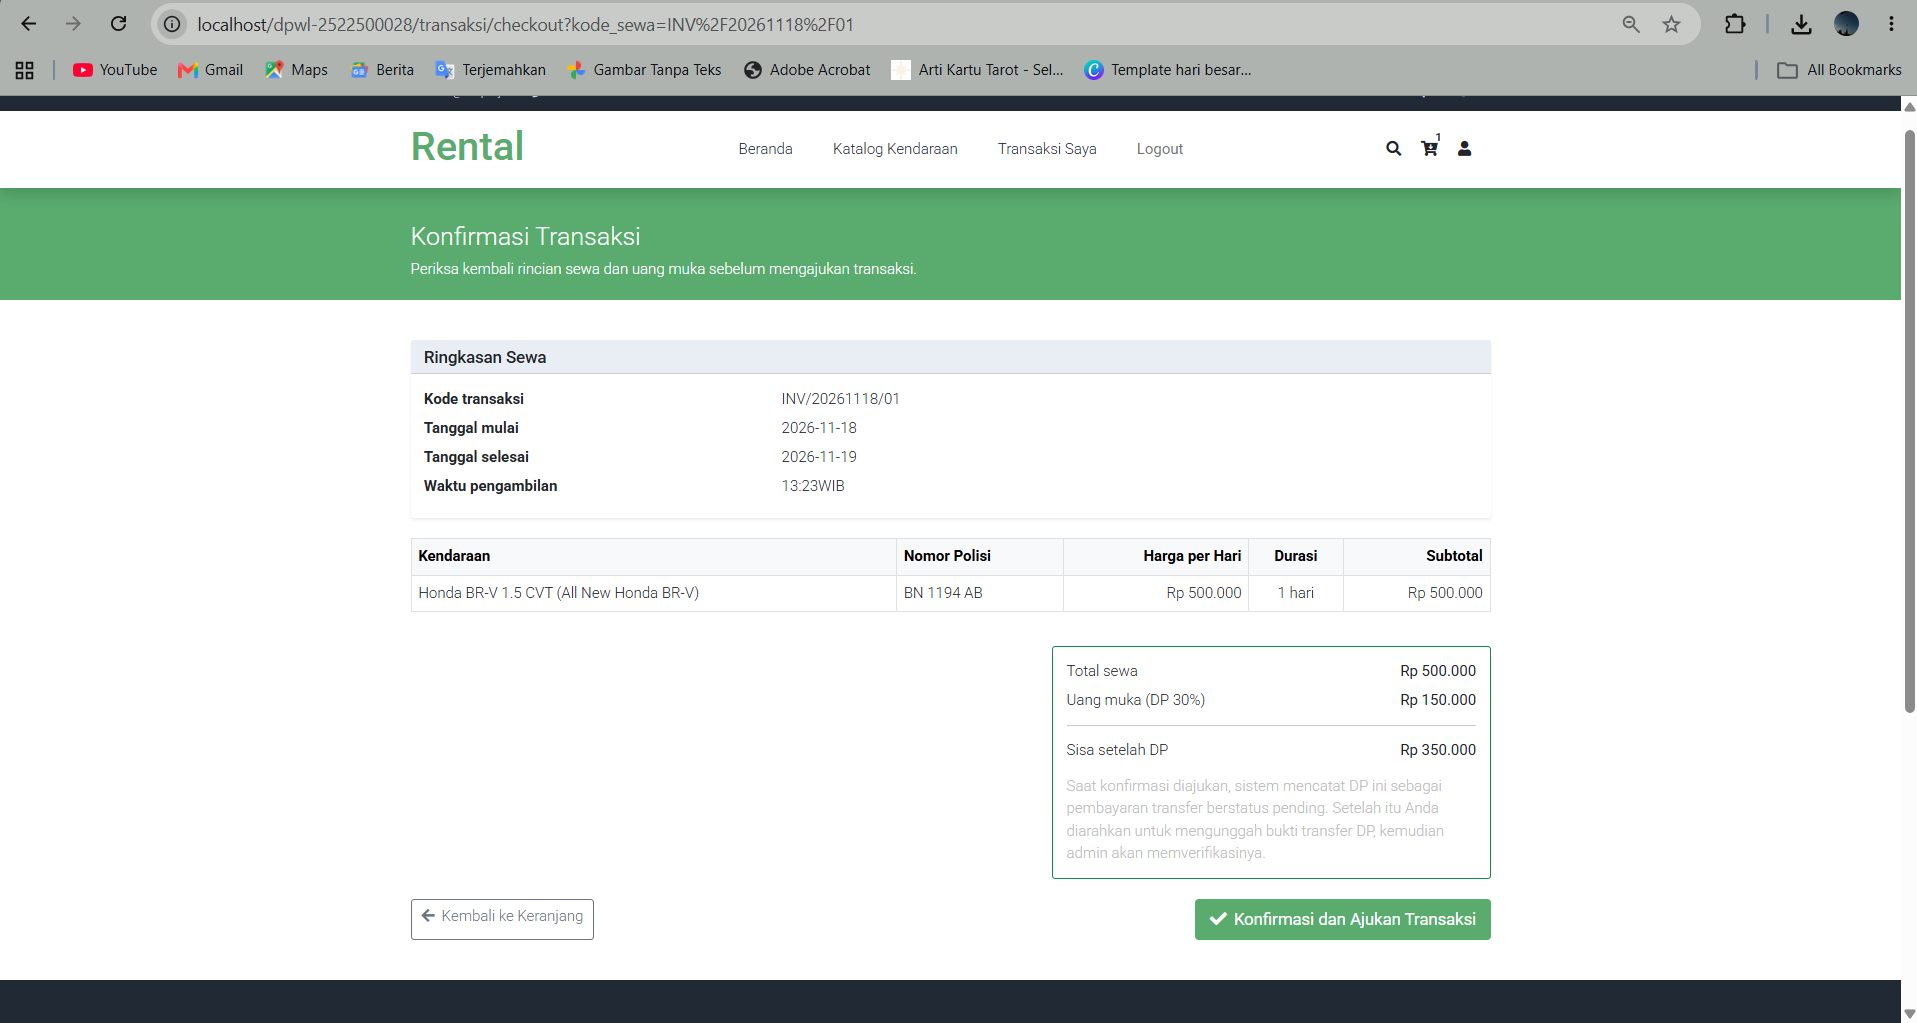 localhost/dpwl-2522500028/transaksi/checkout?kode_sewa=INV%2F20261118%2F01
YouTube
Gmail
Maps
Berita
Terjemahkan
Gambar Tanpa Teks
Adobe Acrobat
Arti Kartu Tarot - Sel...
Template hari besar...
All Bookmarks
Rental
Beranda
Katalog Kendaraan
Transaksi Saya
Logout
1
Konfirmasi Transaksi
Periksa kembali rincian sewa dan uang muka sebelum mengajukan transaksi.
Ringkasan Sewa
Kode transaksi INV/20261118/01
Tanggal mulai 2026-11-18
Tanggal selesai 2026-11-19
Waktu pengambilan 13:23WIB
Kendaraan Nomor Polisi Harga per Hari Durasi Subtotal
Honda BR-V 1.5 CVT (All New Honda BR-V) BN 1194 AB Rp 500.000 1 hari Rp 500.000
Total sewa Rp 500.000
Uang muka (DP 30%) Rp 150.000
Sisa setelah DP Rp 350.000
Saat konfirmasi diajukan, sistem mencatat DP ini sebagai
pembayaran transfer berstatus pending. Setelah itu Anda
diarahkan untuk mengunggah bukti transfer DP, kemudian
admin akan memverifikasinya.
Kembali ke Keranjang
Konfirmasi dan Ajukan Transaksi